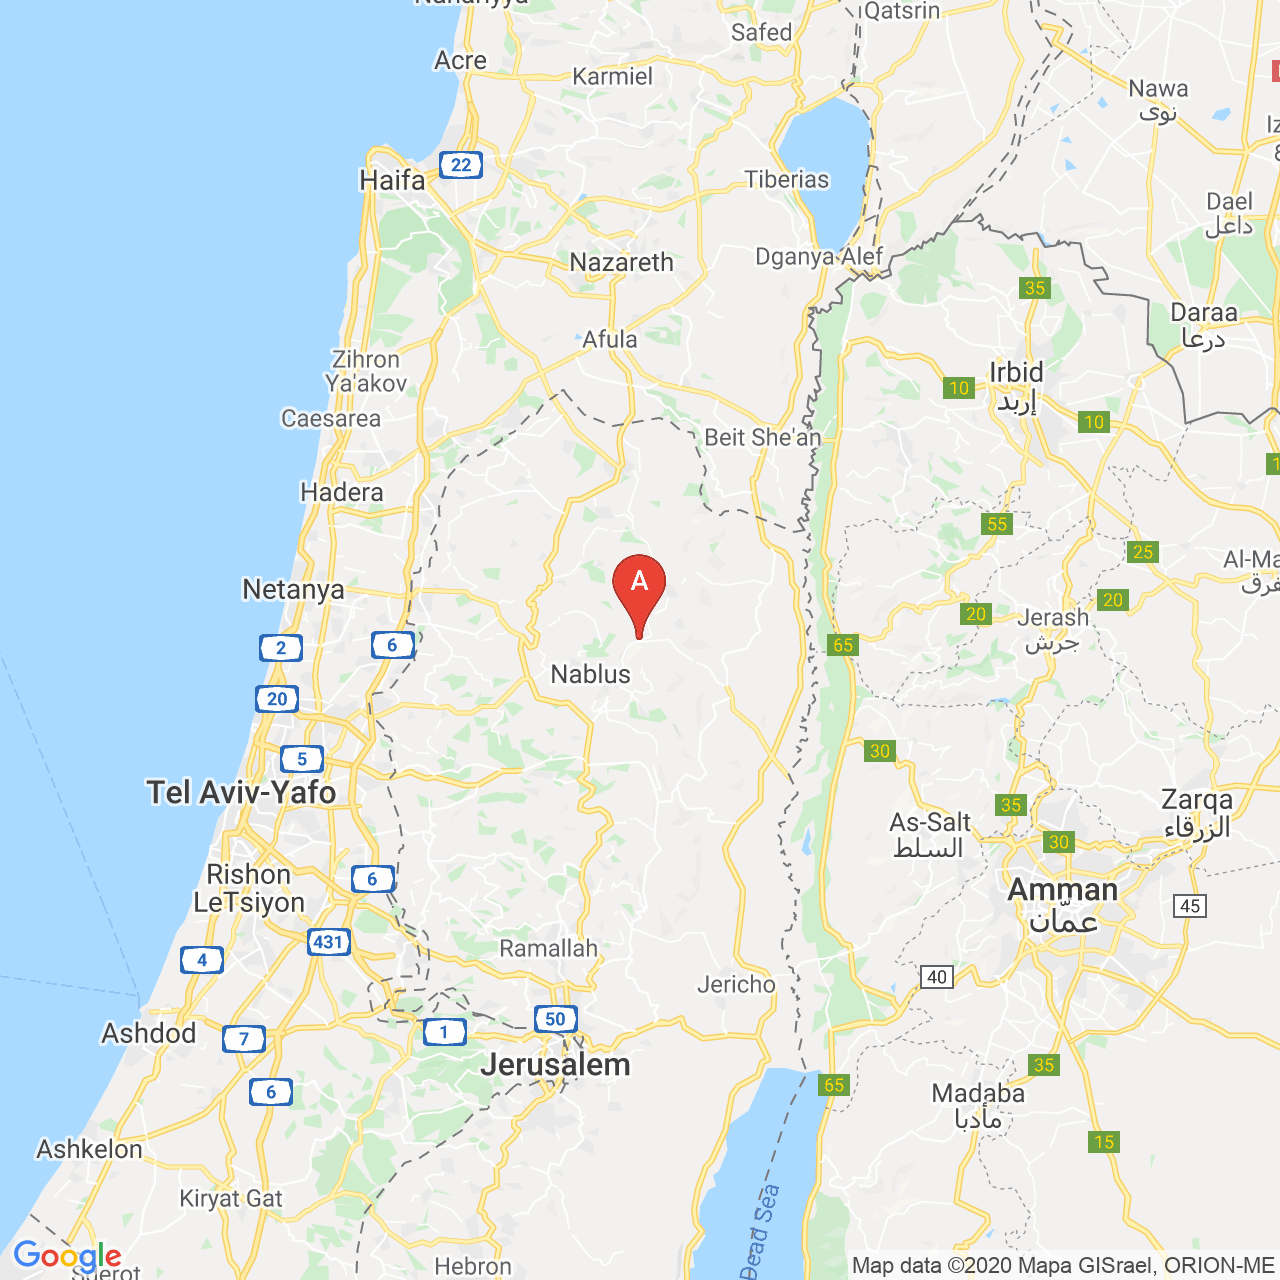 Qatsrin
Safed
Acre
Karmiel
Nawa
نوى
22
Haifa
Tiberias
Dael
داعل
Nazareth
Dganya Alef
35
Daraa
درعا
Afula
Zihron
Ya'akov
Irbid
إربد
10
Caesarea
10
Beit She'an
Hadera
55
25
A
Netanya
20
20
Jerash
جرش
6
65
2
Nablus
20
30
5
Tel Aviv-Yafo
35
Zarqa
الزرقاء
As-Salt
السلط
30
Rishon
LeTsiyon
6
Amman
عمّان
45
431
Ramallah
4
Jericho
40
50
Ashdod
7
1
Jerusalem
35
65
6
Madaba
مأدبا
Ashkelon
15
Kiryat Gat
Dead Sea
Google
Hebron
Map data ©2020 Mapa GISrael, ORION-ME